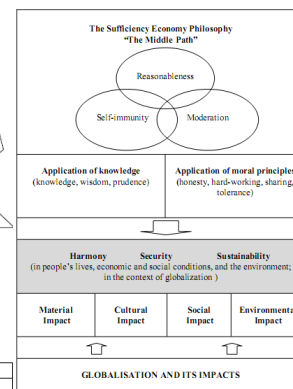 The Sufficiency Economy Philosophy
“The Middle Path”
Reasonableness
Self-immunity
Moderation
Application of knowledge
(knowledge, wisdom, prudence)
Application of moral principles
(honesty, hard-working, sharing,
tolerance)
Harmony Security Sustainability
(in people's lives, economic and social conditions, and the environment;
in the context of globalization )
Material
Impact
Cultural
Impact
Social
Impact
Environmenta
Impact
GLOBALISATION AND ITS IMPACTS